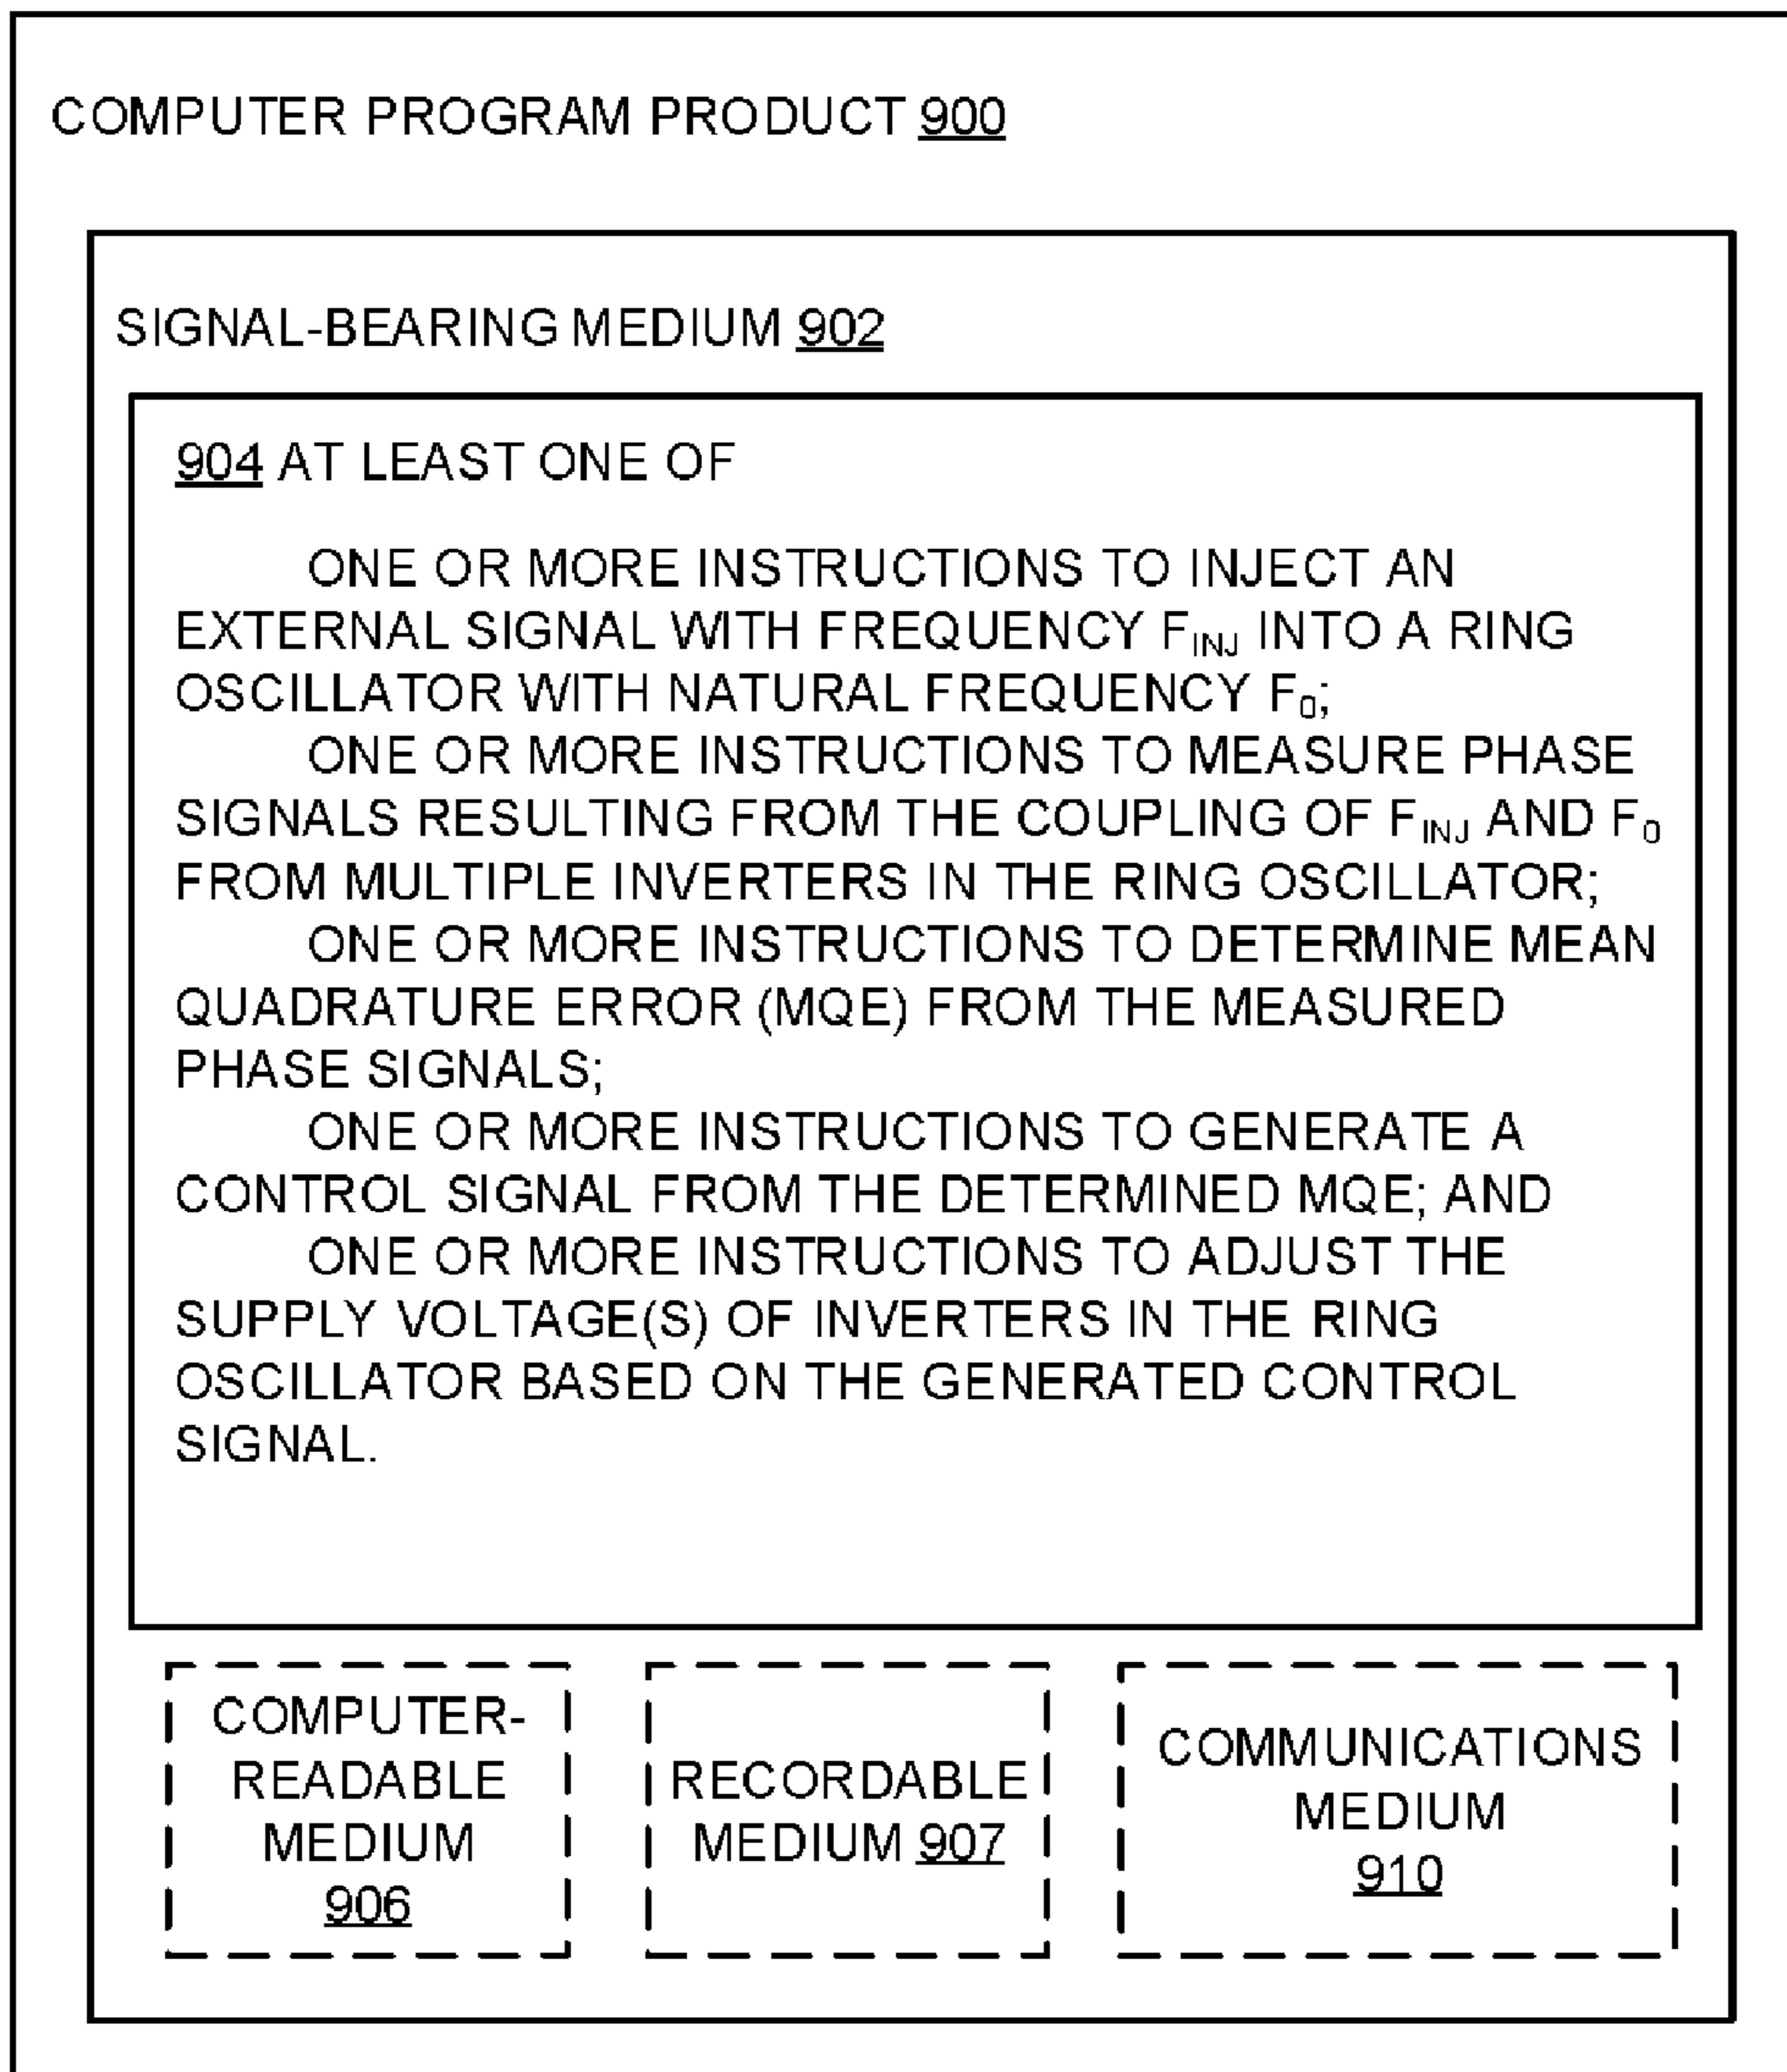 COMPUTER PROGRAM PRODUCT 900
SIGNAL-BEARING MEDIUM 902
904 AT LEAST ONE OF
ONE OR MORE INSTRUCTIONS TO INJECT AN
EXTERNAL SIGNAL WITH FREQUENCY F_INJ INTO A RING
OSCILLATOR WITH NATURAL FREQUENCY F_0;
ONE OR MORE INSTRUCTIONS TO MEASURE PHASE
SIGNALS RESULTING FROM THE COUPLING OF F_INJ AND F_0
FROM MULTIPLE INVERTERS IN THE RING OSCILLATOR;
ONE OR MORE INSTRUCTIONS TO DETERMINE MEAN
QUADRATURE ERROR (MQE) FROM THE MEASURED
PHASE SIGNALS;
ONE OR MORE INSTRUCTIONS TO GENERATE A
CONTROL SIGNAL FROM THE DETERMINED MQE; AND
ONE OR MORE INSTRUCTIONS TO ADJUST THE
SUPPLY VOLTAGE(S) OF INVERTERS IN THE RING
OSCILLATOR BASED ON THE GENERATED CONTROL
SIGNAL.
COMPUTER-
READABLE
MEDIUM
906
RECORDABLE
MEDIUM 907
COMMUNICATIONS
MEDIUM
910